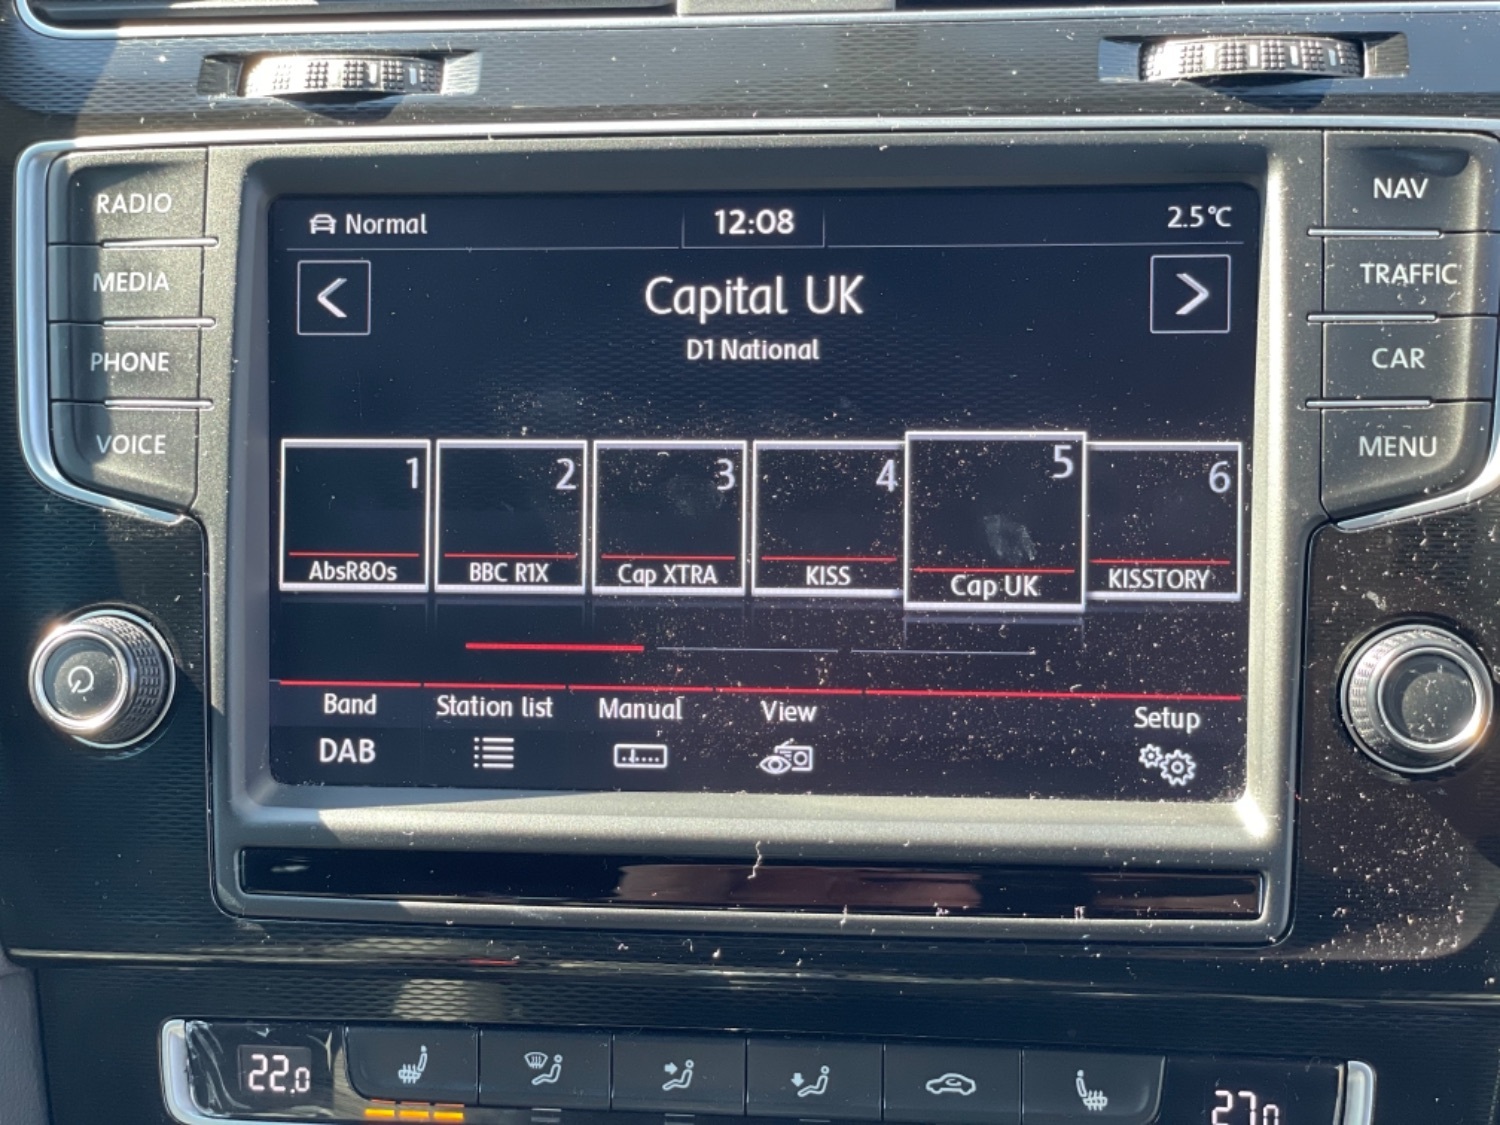 RADIO
MEDIA
PHONE
VOICE
Normal
12:08
2.5°C
Capital UK
D1 National
1
2
3
4
5
6
AbsR80s
BBC R1X
Cap XTRA
KISS
Cap UK
KISSTORY
Band
Station list
Manual
View
Setup
DAB
NAV
TRAFFIC
CAR
MENU
22.0
27.0